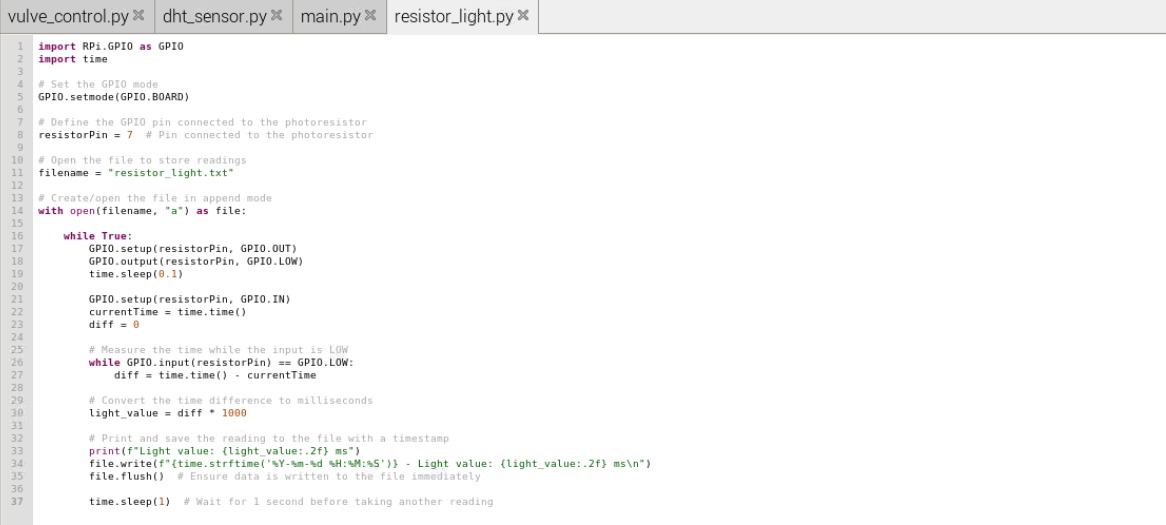 vulve_control.py dht_sensor.py main.py resistor_light.py
1 import RPi.GPIO as GPIO
2 import time
3
4 # Set the GPIO mode
5 GPIO.setmode(GPIO.BOARD)
6
7 # Define the GPIO pin connected to the photoresistor
8 resistorPin = 7  # Pin connected to the photoresistor
9
10 # Open the file to store readings
11 filename = "resistor_light.txt"
12
13 # Create/open the file in append mode
14 with open(filename, "a") as file:
15
16     while True:
17         GPIO.setup(resistorPin, GPIO.OUT)
18         GPIO.output(resistorPin, GPIO.LOW)
19         time.sleep(0.1)
20
21         GPIO.setup(resistorPin, GPIO.IN)
22         currentTime = time.time()
23         diff = 0
24
25         # Measure the time while the input is LOW
26         while GPIO.input(resistorPin) == GPIO.LOW:
27             diff = time.time() - currentTime
28
29         # Convert the time difference to milliseconds
30         light_value = diff * 1000
31
32         # Print and save the reading to the file with a timestamp
33         print(f"Light value: {light_value:.2f} ms")
34         file.write(f"{time.strftime('%Y-%m-%d %H:%M:%S')} - Light value: {light_value:.2f} ms\n")
35         file.flush()  # Ensure data is written to the file immediately
36
37         time.sleep(1)  # Wait for 1 second before taking another reading